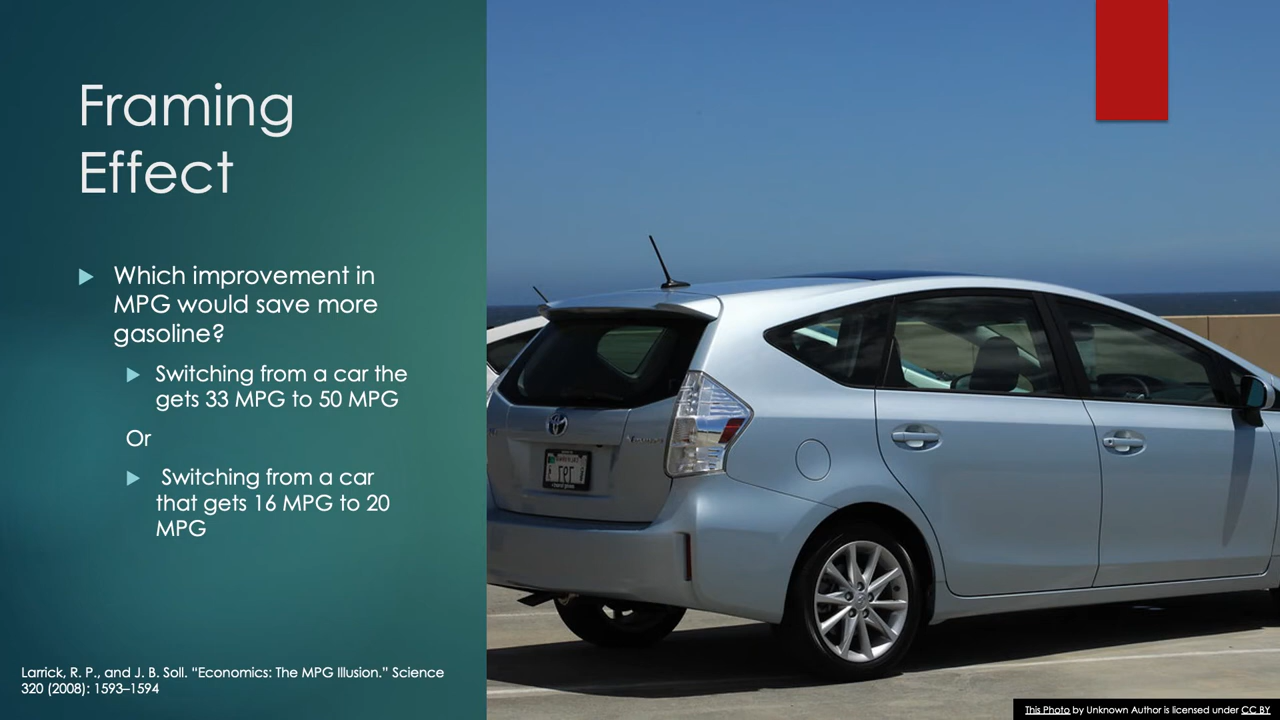 Framing
Effect
Which improvement in
MPG would save more
gasoline?
Switching from a car the
gets 33 MPG to 50 MPG
Or
Switching from a car
that gets 16 MPG to 20
MPG
Larrick, R. P., and J. B. Soll. “Economics: The MPG Illusion.” Science
320 (2008): 1593–1594
This Photo by Unknown Author is licensed under CC BY